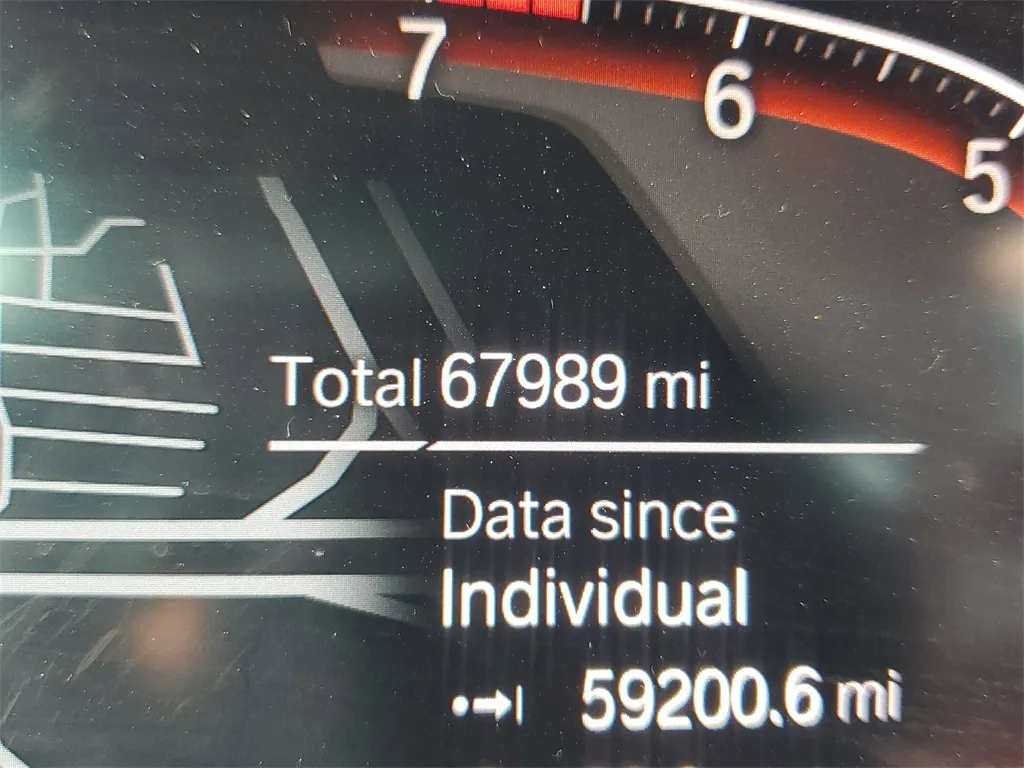 7
6
5
Total 67989 mi
Data since
Individual
59200.6 mi